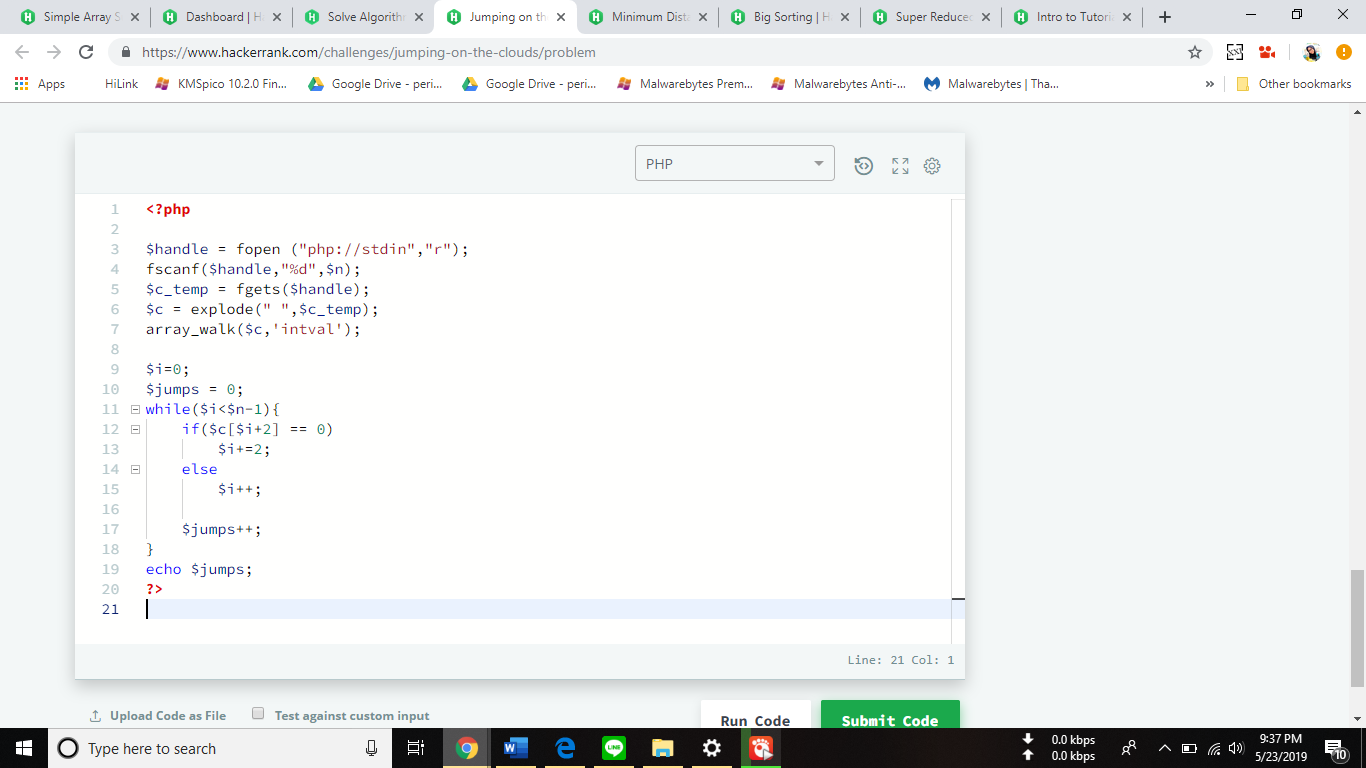 Simple Array S
Dashboard | Ha
Solve Algorithm
Jumping on th
Minimum Dista
Big Sorting | H
Super Reduced
Intro to Tutoria
https://www.hackerrank.com/challenges/jumping-on-the-clouds/problem
Apps
HiLink
KMSpico 10.2.0 Fin...
Google Drive - peri...
Google Drive - peri...
Malwarebytes Prem...
Malwarebytes Anti-...
Malwarebytes | Tha...
»
Other bookmarks
PHP
1 <?php
2
3 $handle = fopen ("php://stdin","r");
4 fscanf($handle,"%d",$n);
5 $c_temp = fgets($handle);
6 $c = explode(" ",$c_temp);
7 array_walk($c,'intval');
8
9 $i=0;
10 $jumps = 0;
11 while($i<$n-1){
12 if($c[$i+2] == 0)
13 $i+=2;
14 else
15 $i++;
16
17 $jumps++;
18 }
19 echo $jumps;
20 ?>
21
Line: 21 Col: 1
Upload Code as File
Test against custom input
Run Code
Submit Code
Type here to search
0.0 kbps
0.0 kbps
9:37 PM
5/23/2019
10